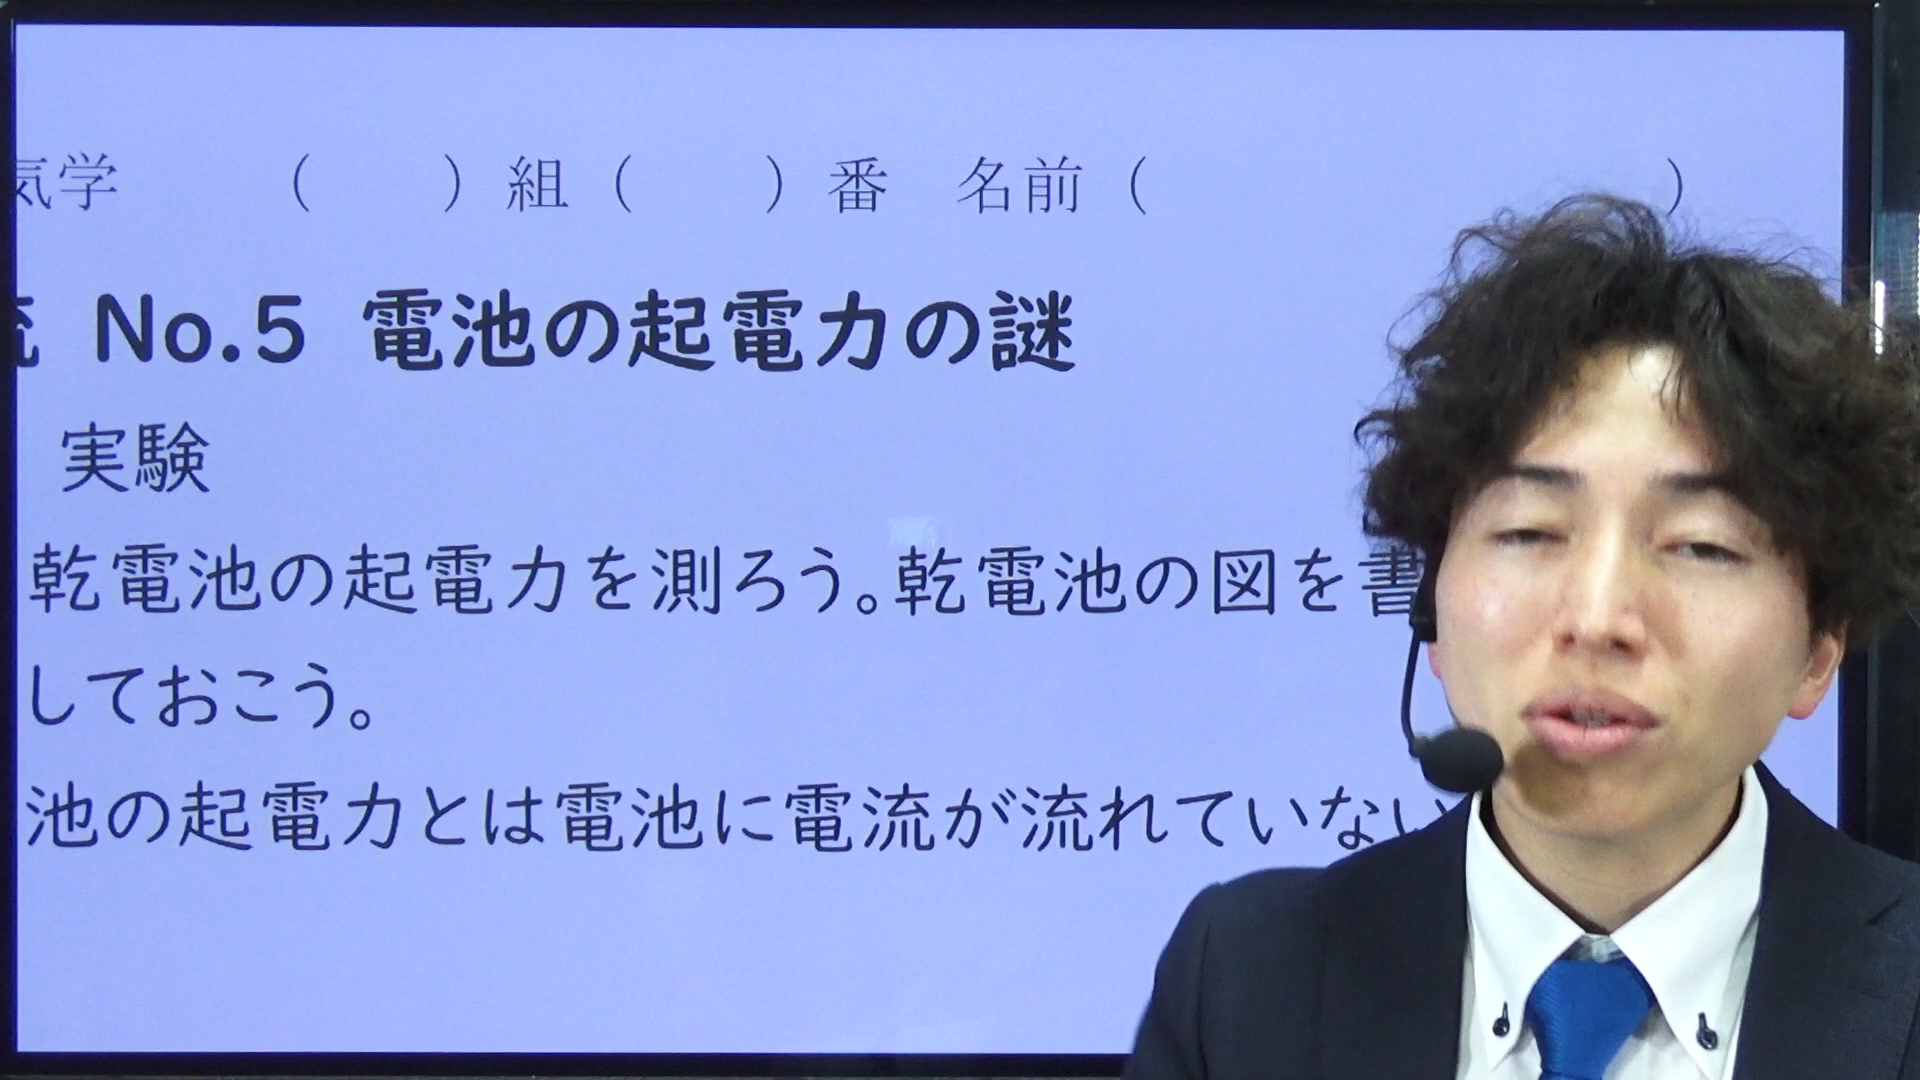 気学 （ ）組（ ）番 名前（ ）
No.5 電池の起電力の謎
実験
乾電池の起電力を測ろう。乾電池の図を書
しておこう。
池の起電力とは電池に電流が流れていない